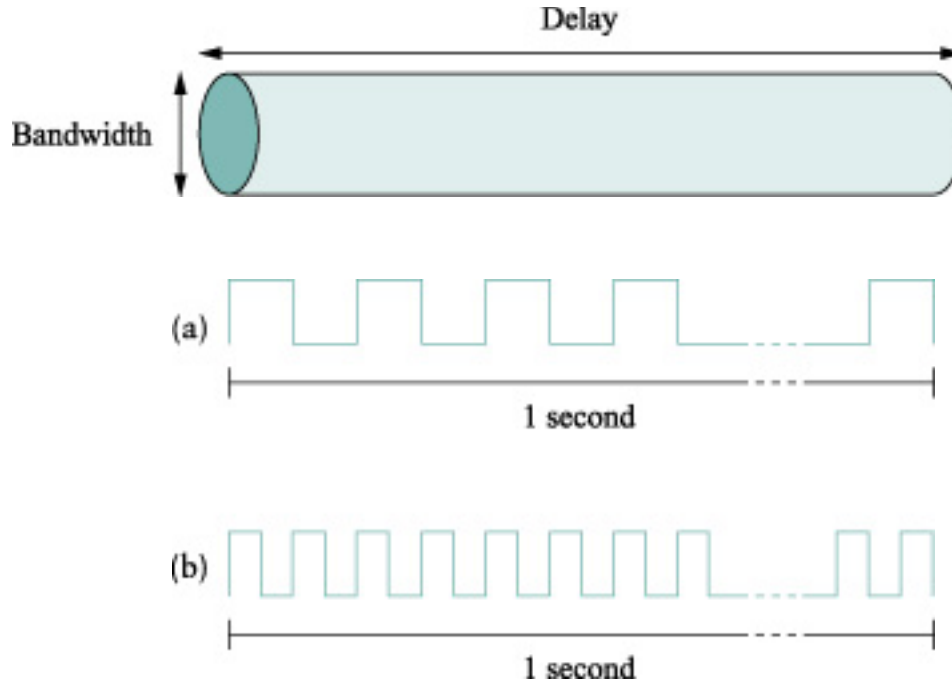 Delay
Bandwidth
(a)
1 second
(b)
1 second